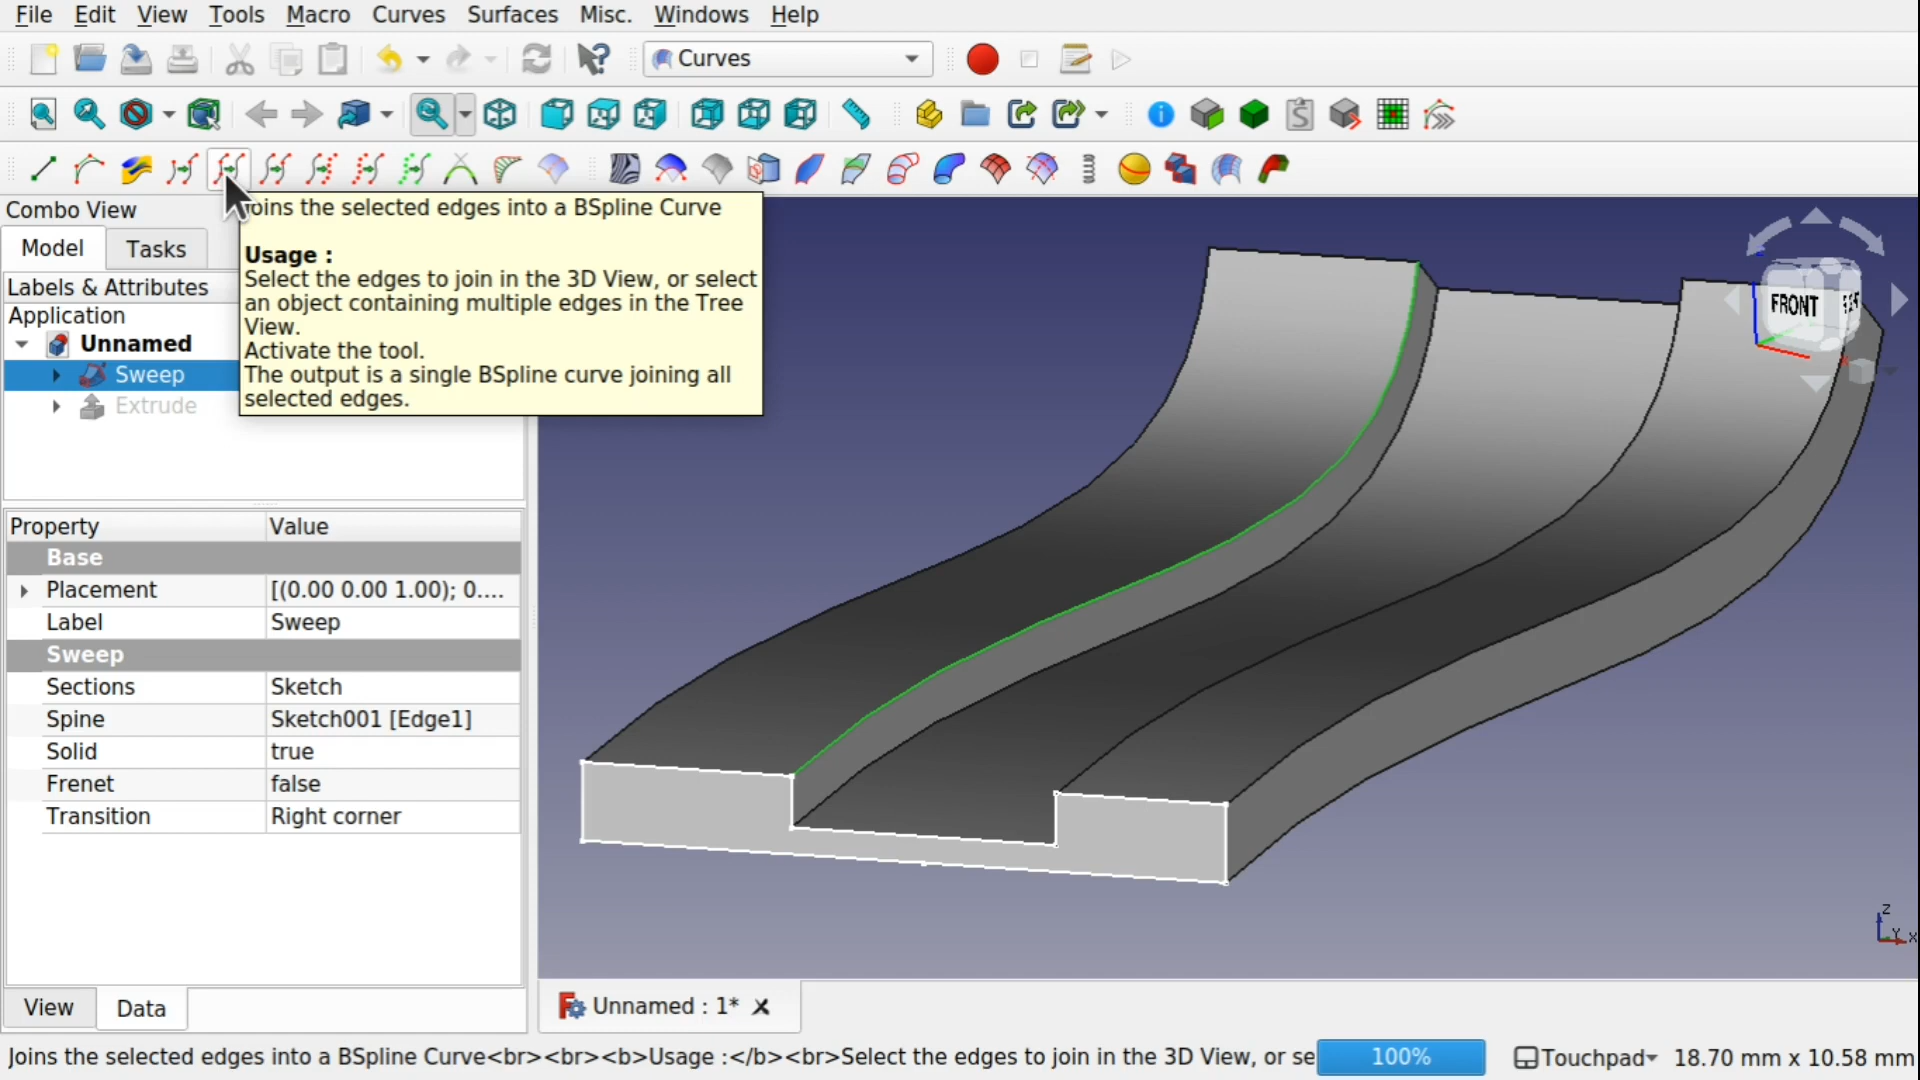 File Edit View Tools Macro Curves Surfaces Misc. Windows Help
Curves
Combo View
Model Tasks
Labels & Attributes
Application
Unnamed
Sweep
Extrude
oins the selected edges into a BSpline Curve
Usage :
Select the edges to join in the 3D View, or select
an object containing multiple edges in the Tree
View.
Activate the tool.
The output is a single BSpline curve joining all
selected edges.
FRONT
Property Value
Base
Placement [(0.00 0.00 1.00); 0....
Label Sweep
Sweep
Sections Sketch
Spine Sketch001 [Edge1]
Solid true
Frenet false
Transition Right corner
Z
Y X
View Data
Unnamed : 1*
Joins the selected edges into a BSpline Curve<br><br><b>Usage :</b><br>Select the edges to join in the 3D View, or se
100%
Touchpad
18.70 mm x 10.58 mm